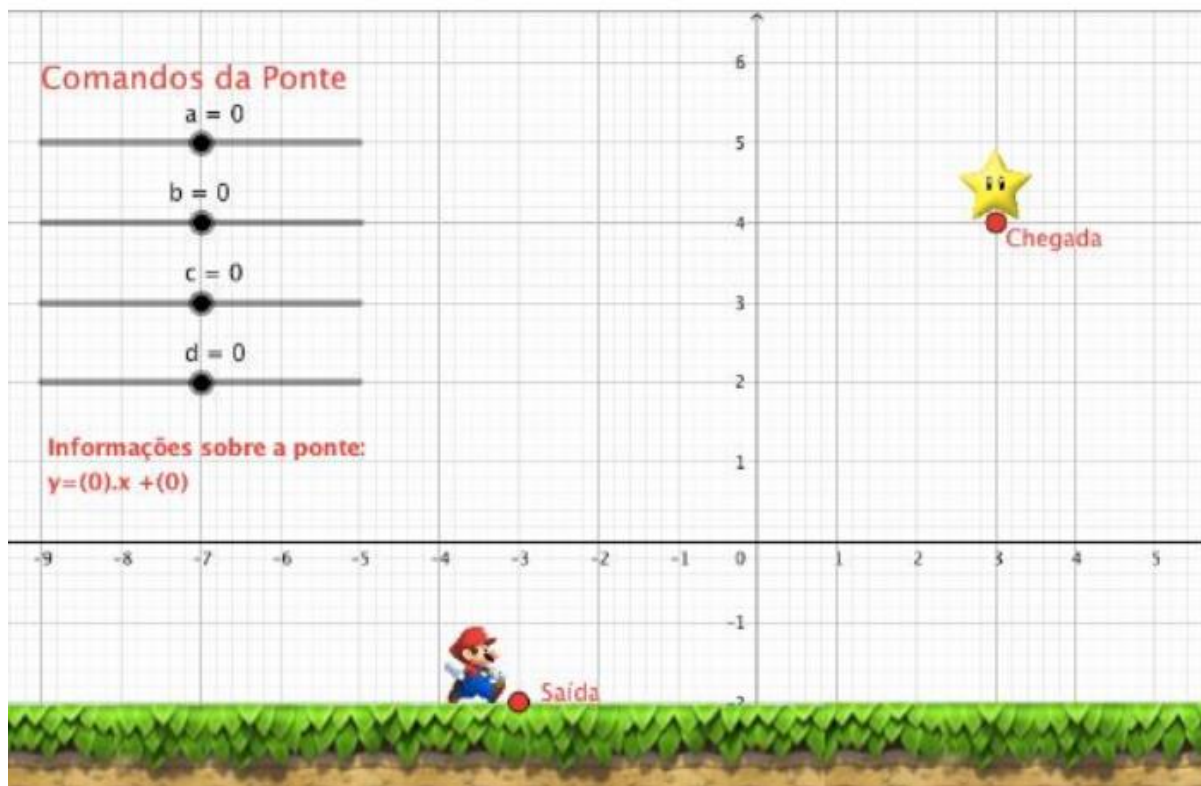 Comandos da Ponte
a = 0
b = 0
c = 0
d = 0
Informações sobre a ponte:
y=(0).x +(0)
6
5
4
3
2
1
-9 -8 -7 -6 -5 -4 -3 -2 -1 0 1 2 3 4 5
-1
-2
Chegada
Saída